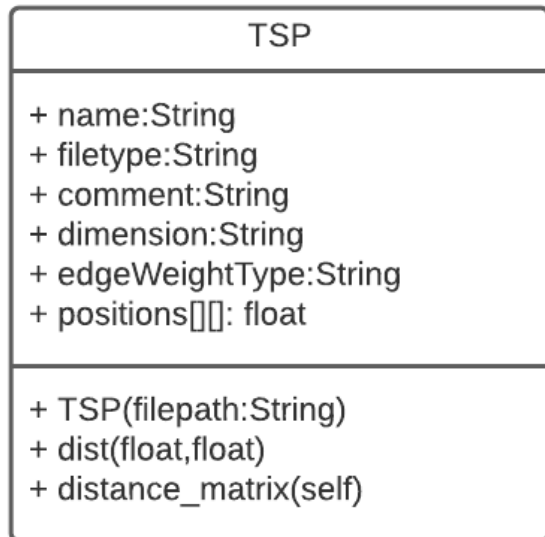 TSP
+ name:String
+ filetype:String
+ comment:String
+ dimension:String
+ edgeWeightType:String
+ positions[][]: float
+ TSP(filepath:String)
+ dist(float,float)
+ distance_matrix(self)